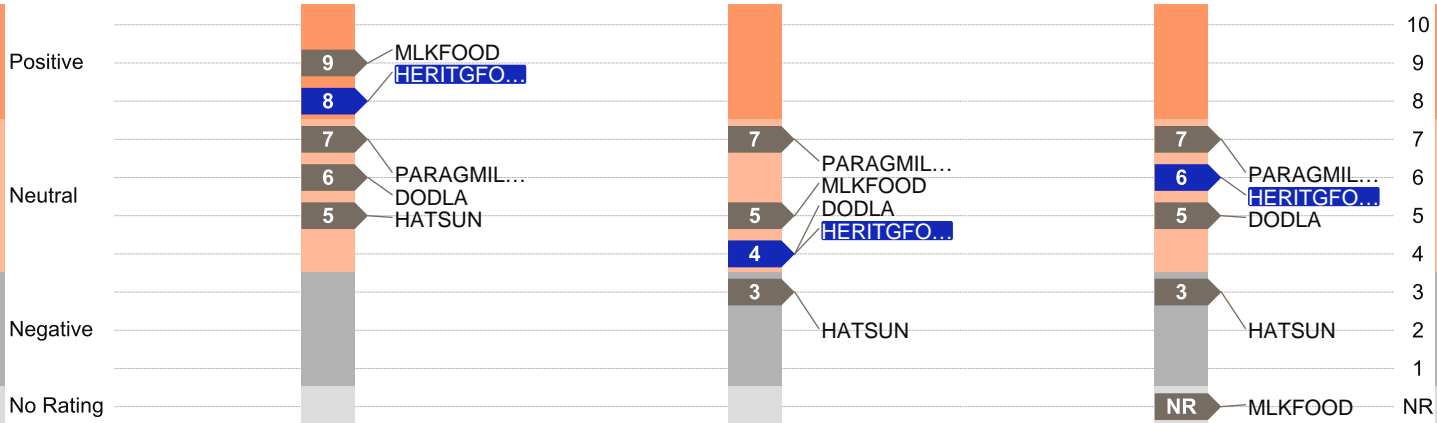 10
Positive
9
MLKFOOD
HERITGFO...
9
8
8
7
PARAGMIL...
7
PARAGMIL...
7
PARAGMIL...
7
Neutral
6
DODLA
MLKFOOD
6
HERITGFO...
6
5
HATSUN
5
DODLA
5
DODLA
5
4
HERITGFO...
4
3
HATSUN
3
HATSUN
3
Negative
2
1
No Rating
NR
MLKFOOD
NR